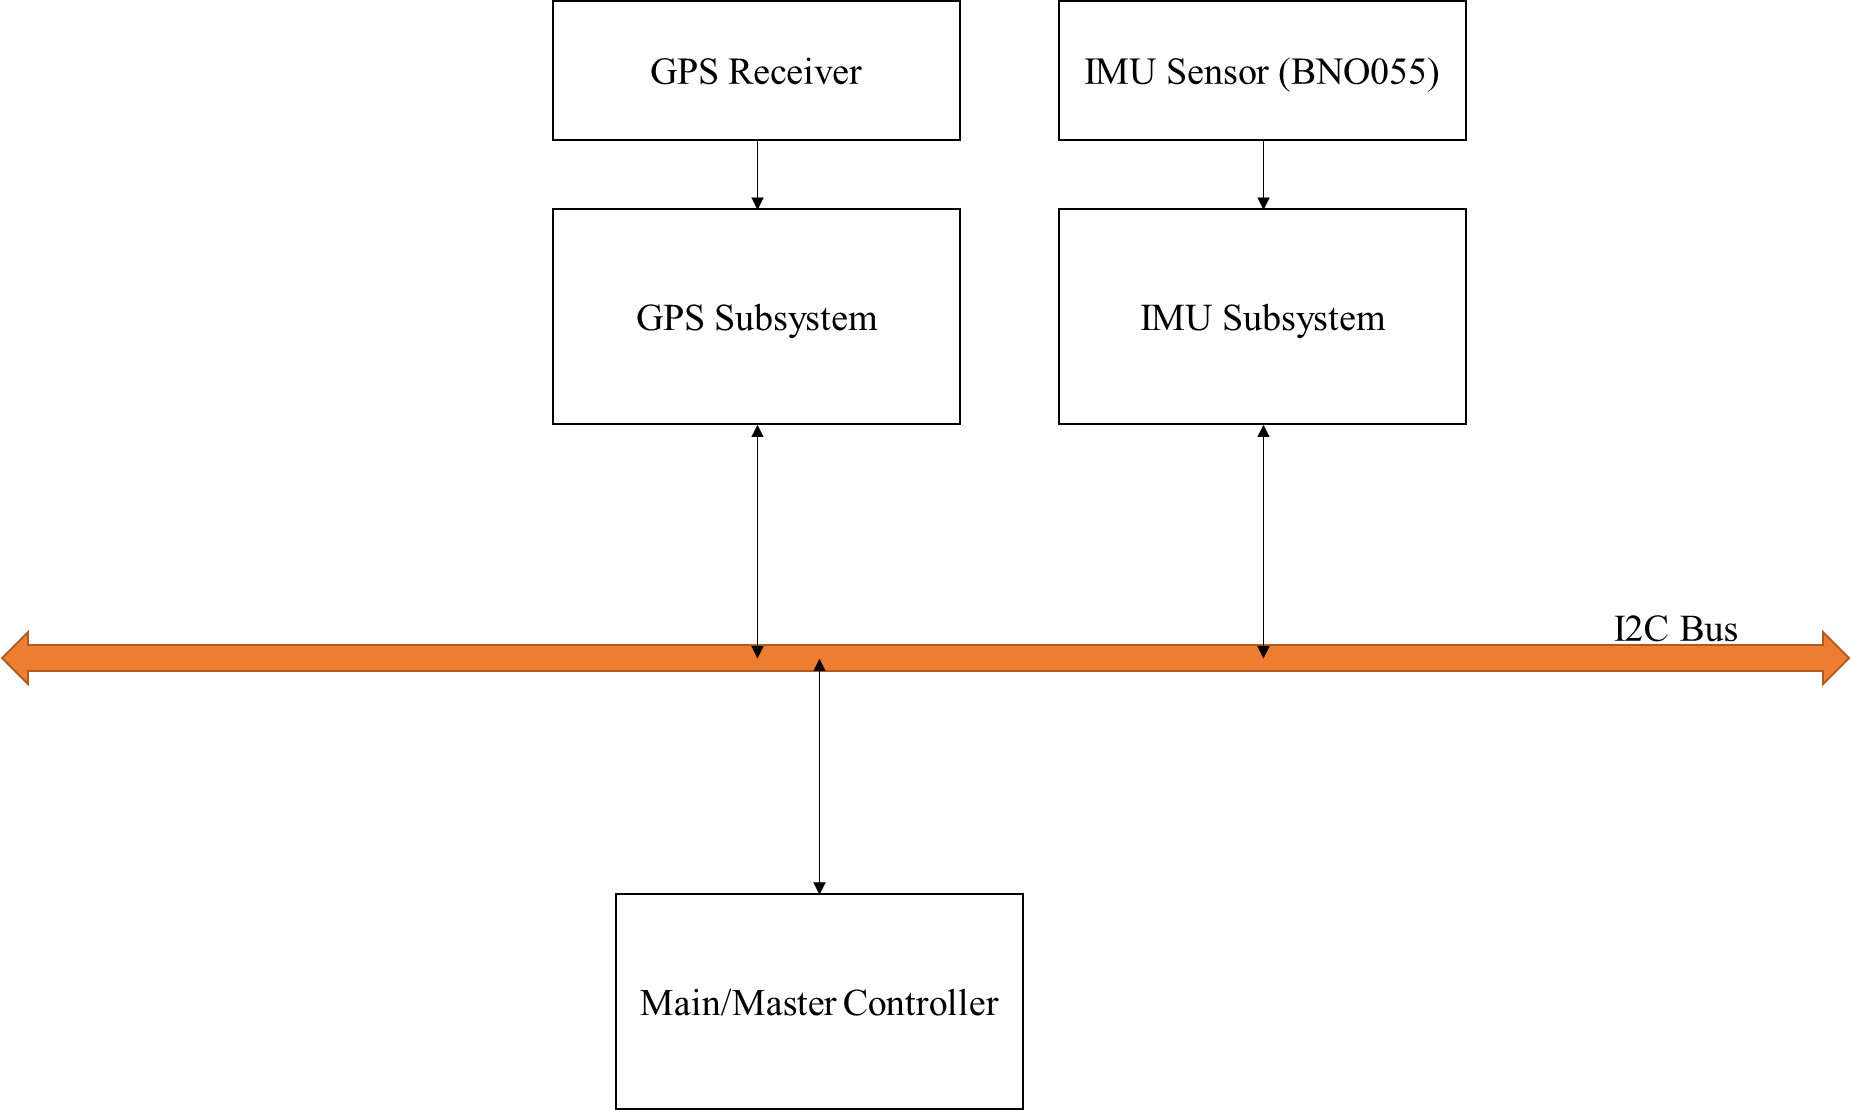 GPS Receiver
IMU Sensor (BNO055)
GPS Subsystem
IMU Subsystem
I2C Bus
Main/Master Controller